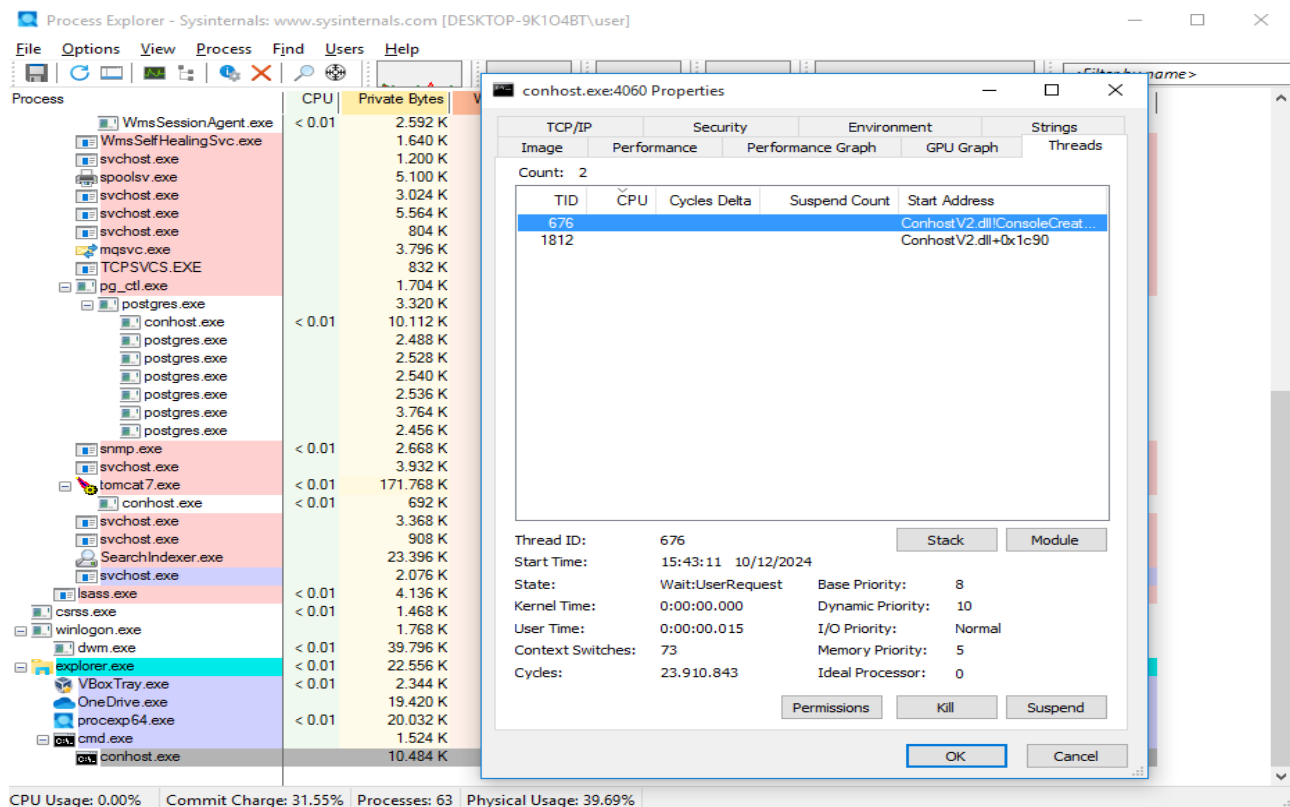 Process Explorer - Sysinternals: www.sysinternals.com [DESKTOP-9K1O4BT\user]
File Options View Process Find Users Help
<Filter by name>
Process CPU Private Bytes W
WmsSessionAgent.exe < 0.01 2.592 K
WmsSelfHealingSvc.exe 1.640 K
svchost.exe 1.200 K
spoolsv.exe 5.100 K
svchost.exe 3.024 K
svchost.exe 5.564 K
svchost.exe 804 K
mqsvc.exe 3.796 K
TCPSVCS.EXE 832 K
pg_ctl.exe 1.704 K
postgres.exe 3.320 K
conhost.exe < 0.01 10.112 K
postgres.exe 2.488 K
postgres.exe 2.528 K
postgres.exe 2.540 K
postgres.exe 2.536 K
postgres.exe 3.764 K
postgres.exe 2.456 K
snmp.exe < 0.01 2.668 K
svchost.exe 3.932 K
tomcat7.exe < 0.01 171.768 K
conhost.exe < 0.01 692 K
svchost.exe 3.368 K
svchost.exe 908 K
SearchIndexer.exe 23.396 K
svchost.exe 2.076 K
lsass.exe < 0.01 4.136 K
csrss.exe < 0.01 1.468 K
winlogon.exe 1.768 K
dwm.exe < 0.01 39.796 K
explorer.exe < 0.01 22.556 K
VBoxTray.exe < 0.01 2.344 K
OneDrive.exe 19.420 K
procexp64.exe < 0.01 20.032 K
cmd.exe 1.524 K
conhost.exe 10.484 K
conhost.exe:4060 Properties
TCP/IP Security Environment Strings
Image Performance Performance Graph GPU Graph Threads
Count: 2
TID CPU Cycles Delta Suspend Count Start Address
676 ConhostV2.dll!ConsoleCreat...
1812 ConhostV2.dll+0x1c90
Thread ID: 676 Stack Module
Start Time: 15:43:11 10/12/2024
State: Wait:UserRequest Base Priority: 8
Kernel Time: 0:00:00.000 Dynamic Priority: 10
User Time: 0:00:00.015 I/O Priority: Normal
Context Switches: 73 Memory Priority: 5
Cycles: 23.910.843 Ideal Processor: 0
Permissions Kill Suspend
OK Cancel
CPU Usage: 0.00% Commit Charge: 31.55% Processes: 63 Physical Usage: 39.69%